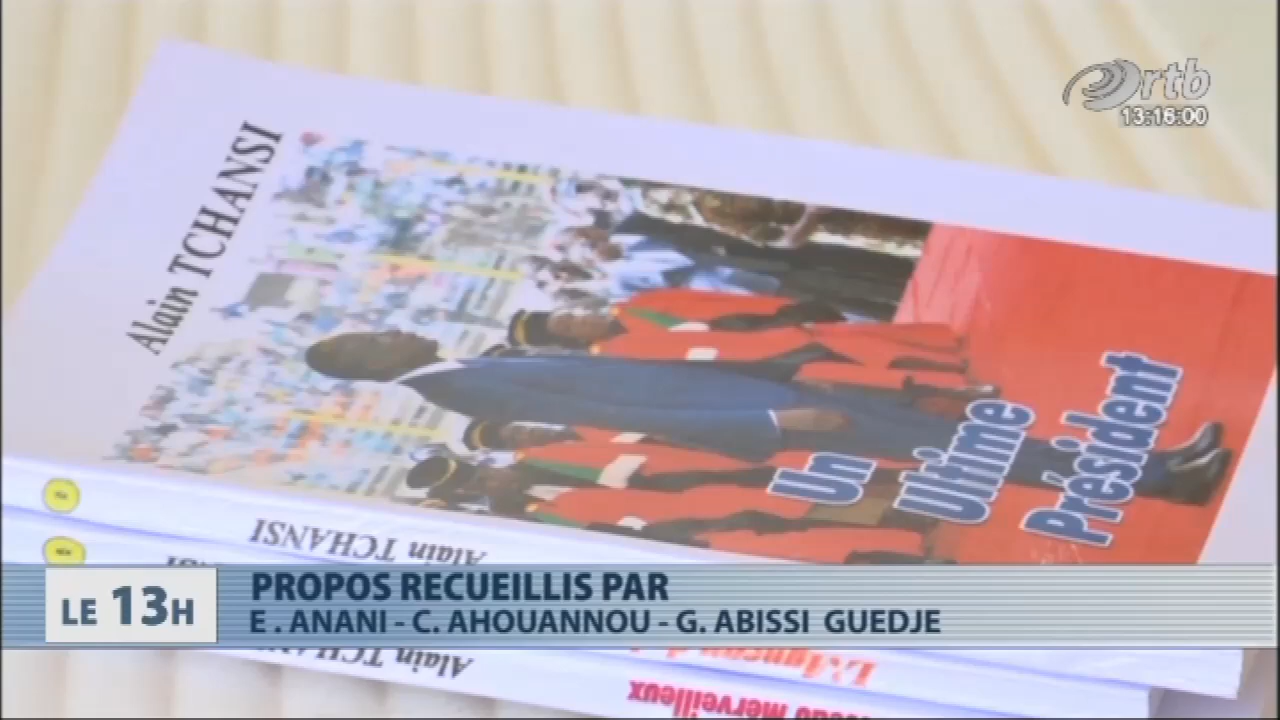 Ortb
13:16:00
Alain TCHANSI
Un
Ultime
Président
Alain TCHANSI
LE 13H
PROPOS RECUEILLIS PAR
E . ANANI - C. AHOUANNOU - G. ABISSI GUEDJE
Alain
merveilleux